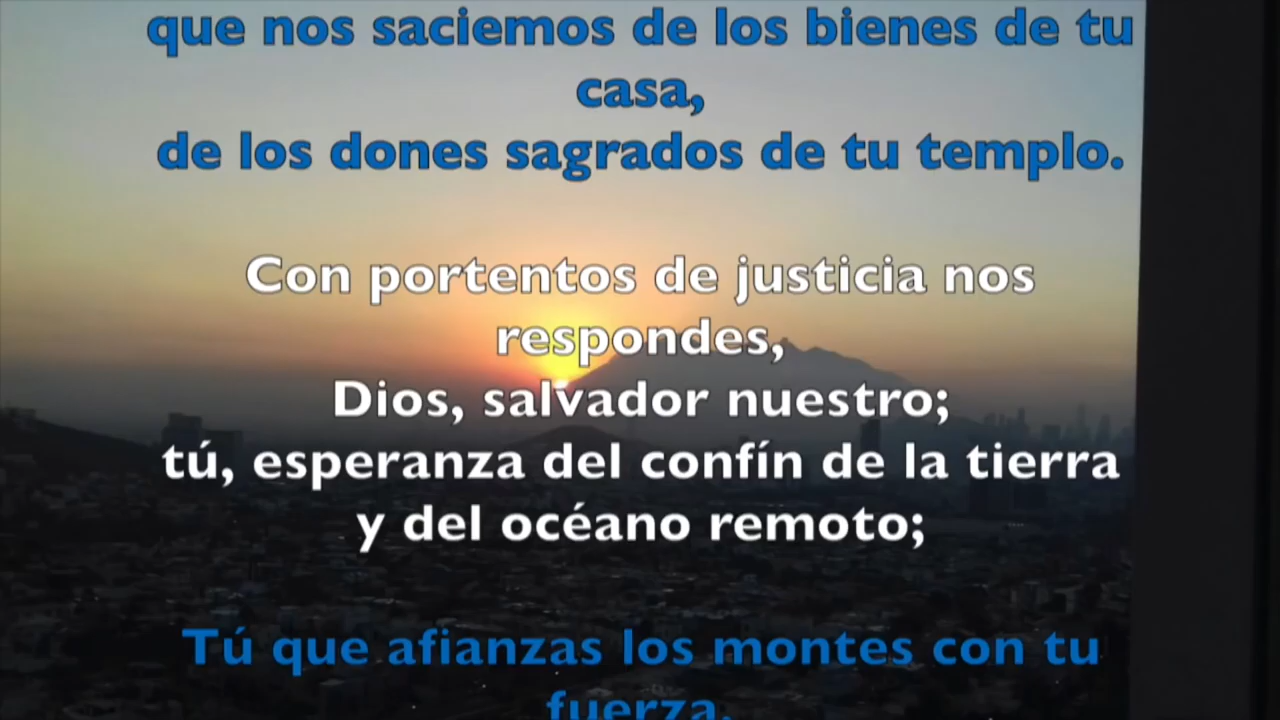 que nos saciemos de los bienes de tu
casa,
de los dones sagrados de tu templo.
Con portentos de justicia nos
respondes,
Dios, salvador nuestro;
tú, esperanza del confín de la tierra
y del océano remoto;
Tú que afianzas los montes con tu
fuerza,